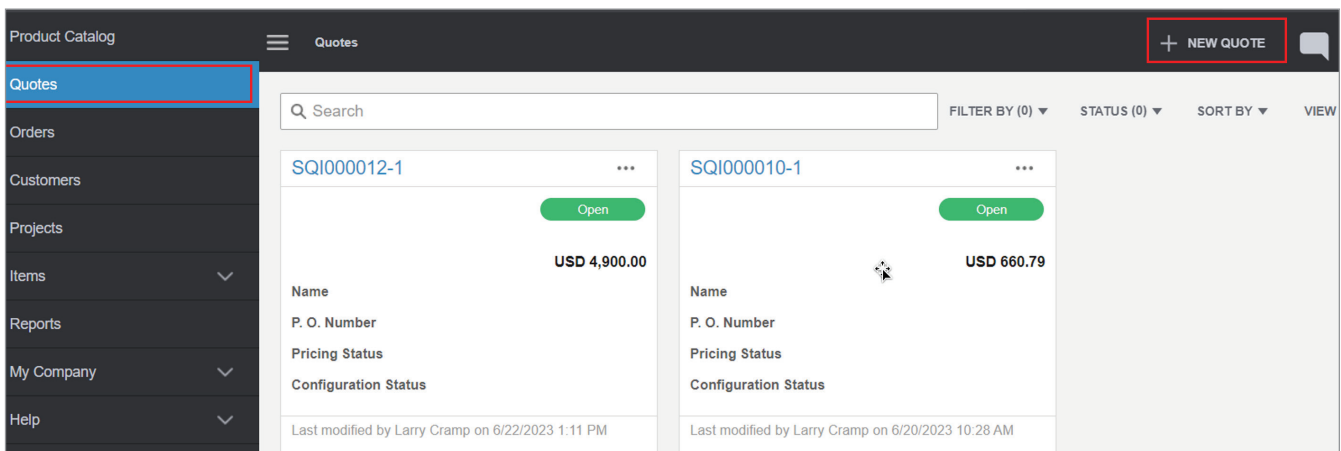 Product Catalog
Quotes
Orders
Customers
Projects
Items
Reports
My Company
Help
Quotes
NEW QUOTE
Search
FILTER BY (0)
STATUS (0)
SORT BY
VIEW
SQI000012-1
Open
USD 4,900.00
Name
P. O. Number
Pricing Status
Configuration Status
Last modified by Larry Cramp on 6/22/2023 1:11 PM
SQI000010-1
Open
USD 660.79
Name
P. O. Number
Pricing Status
Configuration Status
Last modified by Larry Cramp on 6/20/2023 10:28 AM